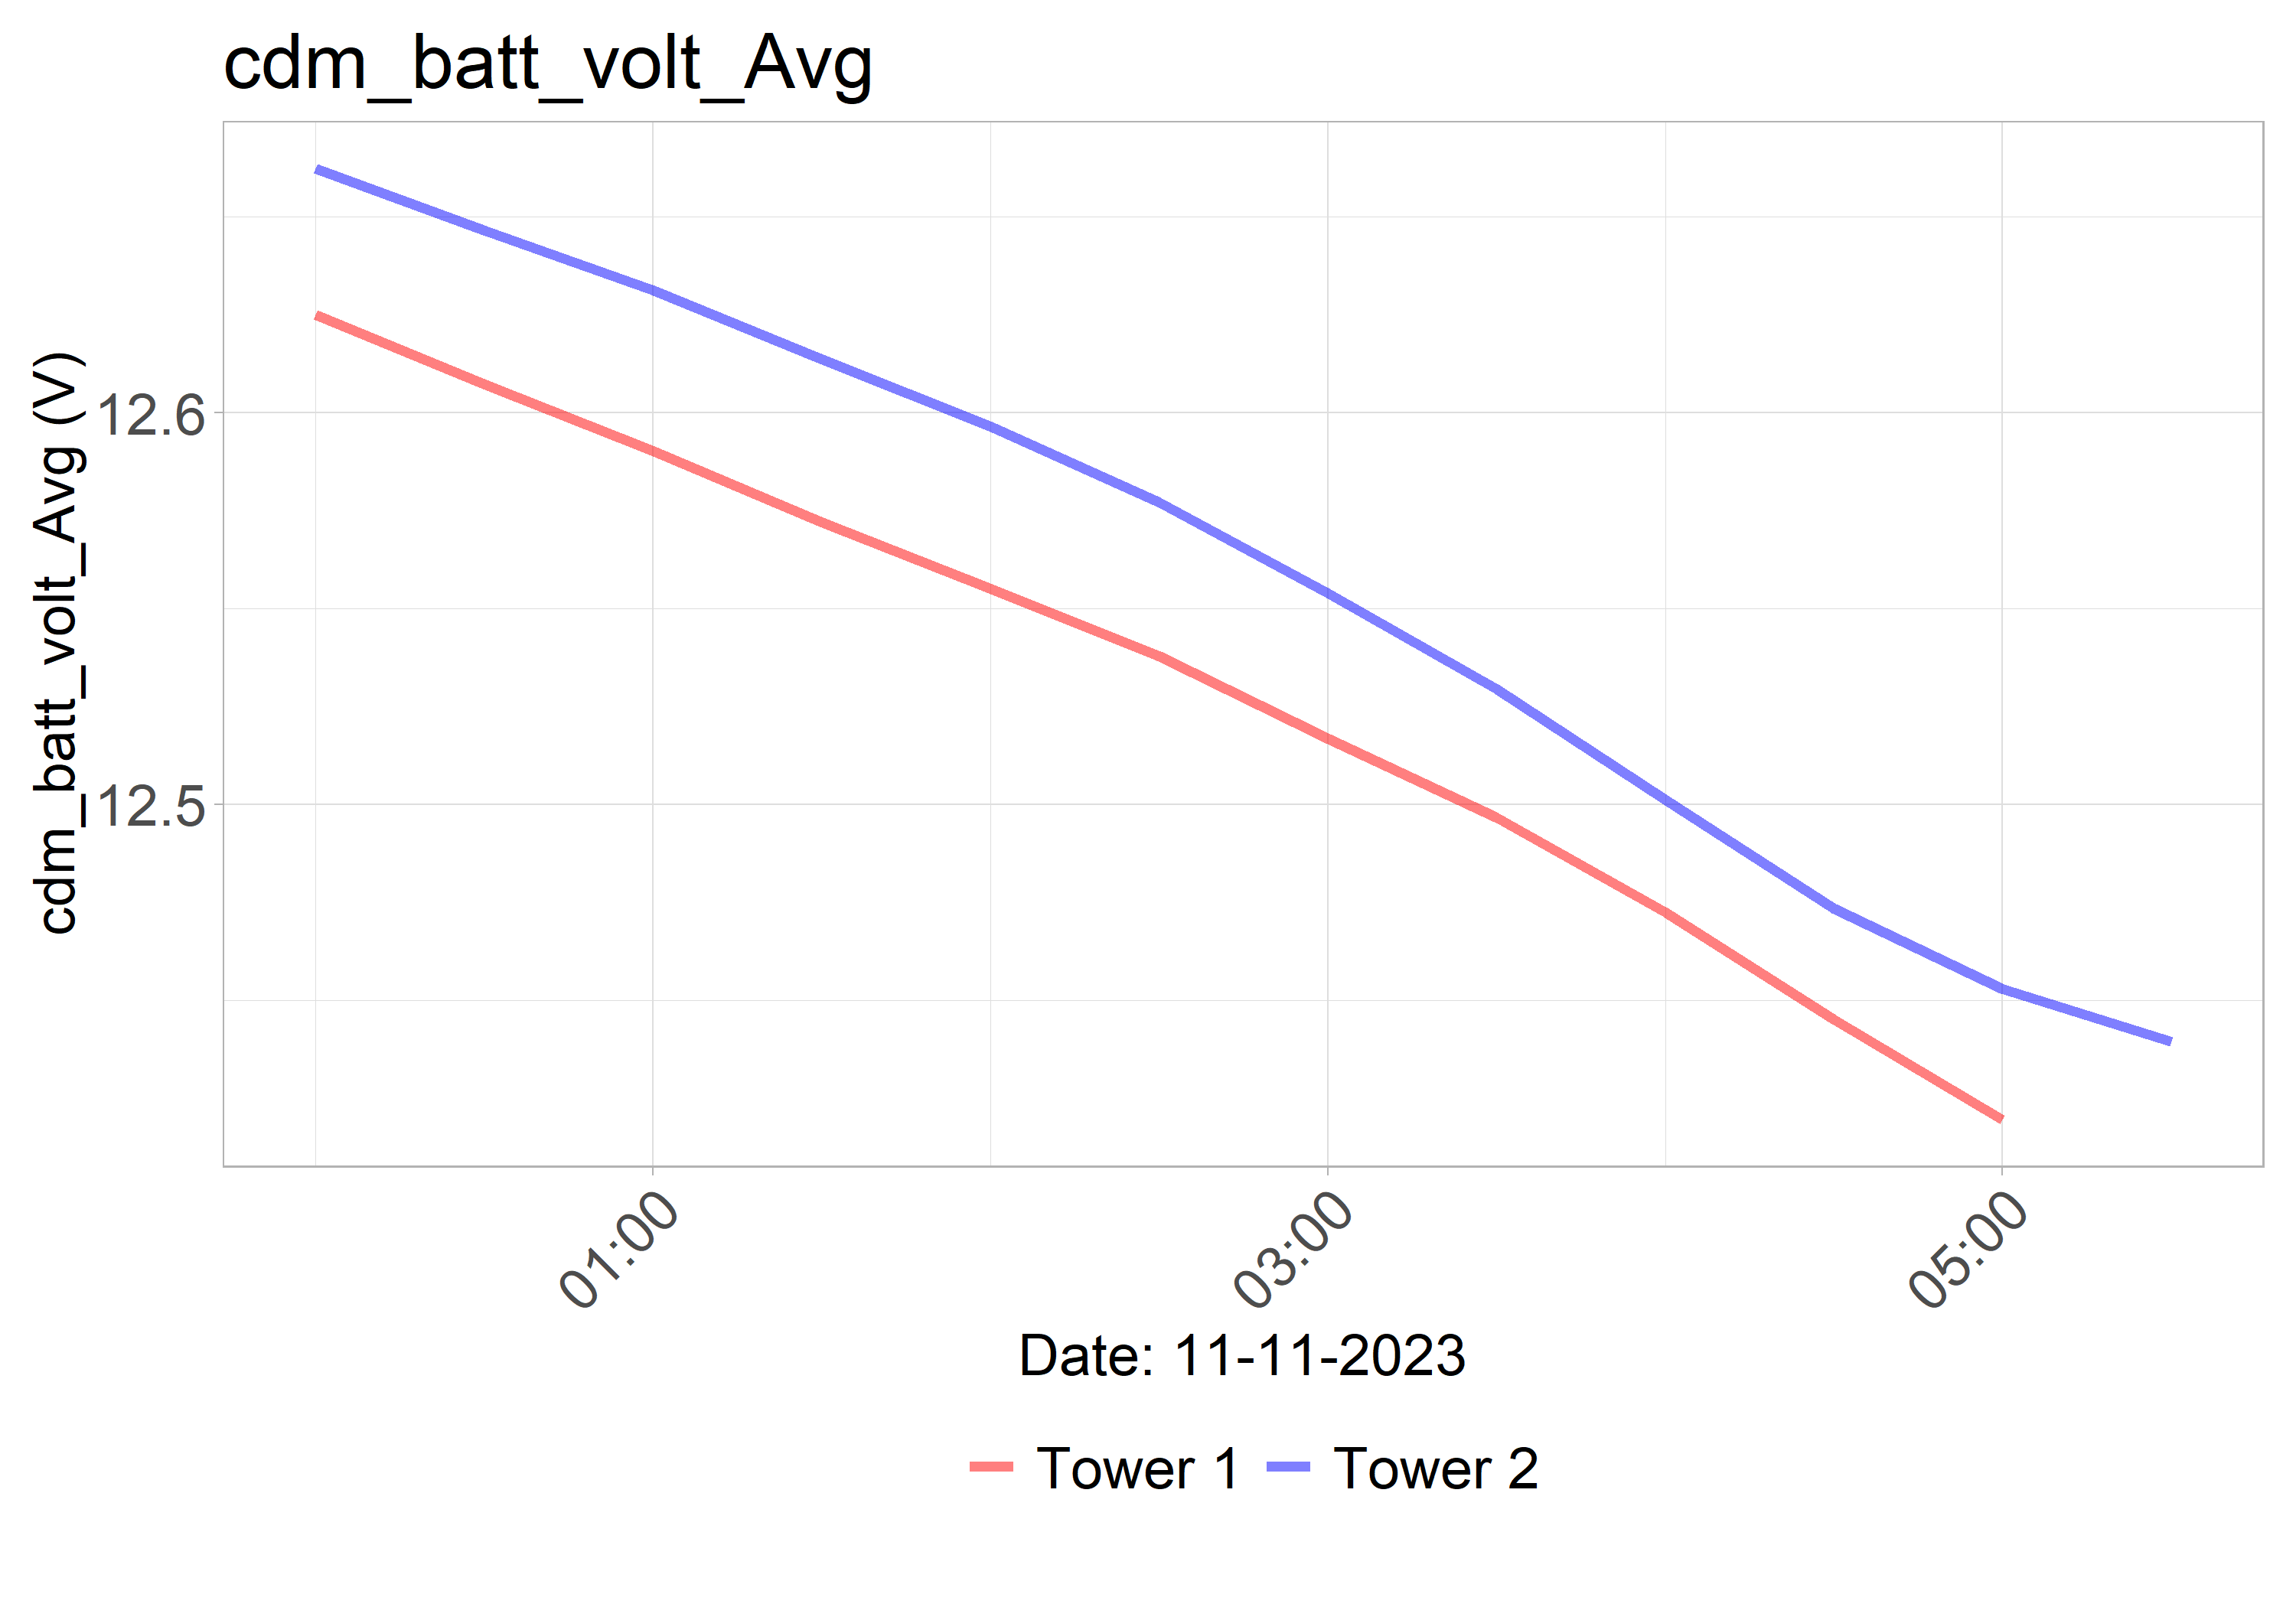 cdm_batt_volt_Avg
cdm_batt_volt_Avg (V)
12.6
12.5
01:00
03:00
05:00
Date: 11-11-2023
Tower 1
Tower 2